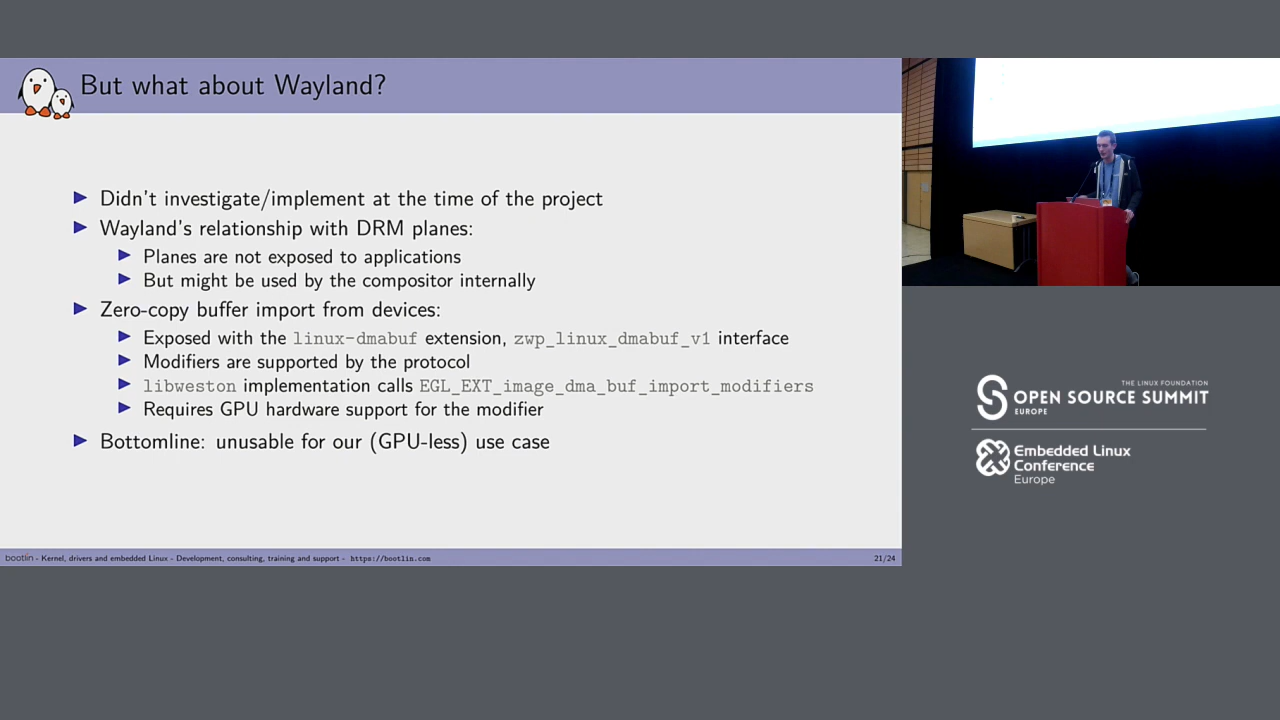 But what about Wayland?
Didn't investigate/implement at the time of the project
Wayland's relationship with DRM planes:
Planes are not exposed to applications
But might be used by the compositor internally
Zero-copy buffer import from devices:
Exposed with the linux-dmabuf extension, zwp_linux_dmabuf_v1 interface
Modifiers are supported by the protocol
libweston implementation calls EGL_EXT_image_dma_buf_import_modifiers
Requires GPU hardware support for the modifier
Bottomline: unusable for our (GPU-less) use case
bootlin - Kernel, drivers and embedded Linux - Development, consulting, training and support - https://bootlin.com
21/24
THE LINUX FOUNDATION
OPEN SOURCE SUMMIT
EUROPE
Embedded Linux
Conference
Europe